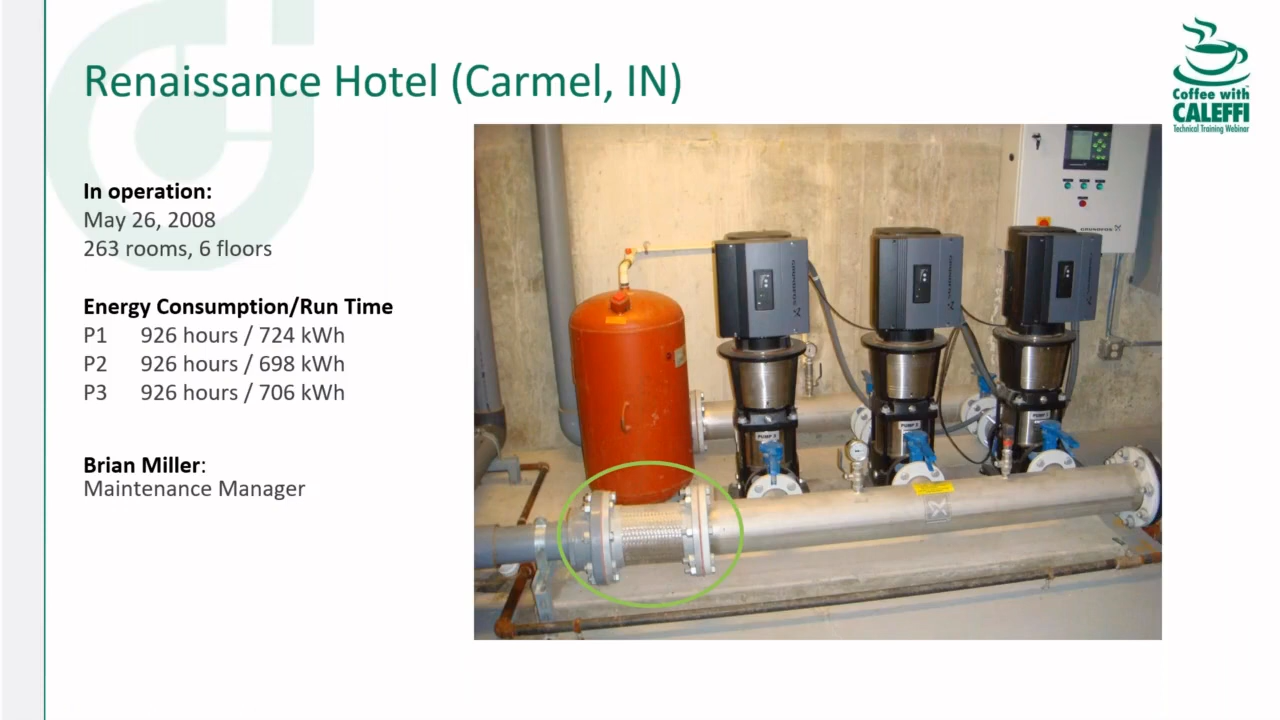 Renaissance Hotel (Carmel, IN)
Coffee with
CALEFFI
Technical Training Webinar
In operation:
May 26, 2008
263 rooms, 6 floors
Energy Consumption/Run Time
P1 926 hours / 724 kWh
P2 926 hours / 698 kWh
P3 926 hours / 706 kWh
Brian Miller:
Maintenance Manager
GRUNDFOS
GRUNDFOS